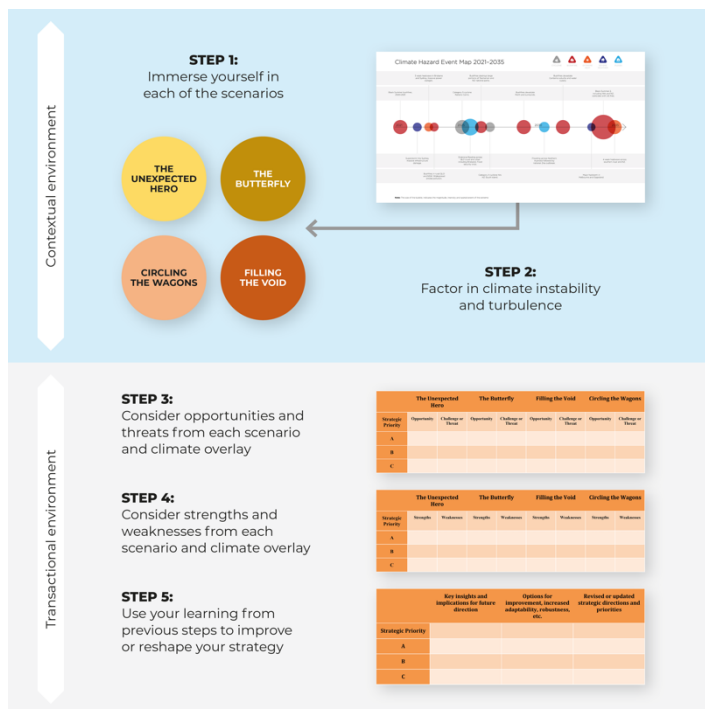 Contextual environment
STEP 1:
Immerse yourself in
each of the scenarios
THE
UNEXPECTED
HERO
THE
BUTTERFLY
CIRCLING
THE WAGONS
FILLING
THE VOID
Climate Hazard Event Map 2021–2035
STEP 2:
Factor in climate instability
and turbulence
Transactional environment
STEP 3:
Consider opportunities and
threats from each scenario
and climate overlay
The Unexpected
Hero
The Butterfly
Filling the Void
Circling the Wagons
Strategic
Priority
Opportunity
Challenge or
Threat
Opportunity
Challenge or
Threat
Opportunity
Challenge or
Threat
Opportunity
Challenge or
Threat
A
B
C
STEP 4:
Consider strengths and
weaknesses from each
scenario and climate overlay
The Unexpected
Hero
The Butterfly
Filling the Void
Circling the Wagons
Strategic
Priority
Strengths
Weaknesses
Strengths
Weaknesses
Strengths
Weaknesses
Strengths
Weaknesses
A
B
C
STEP 5:
Use your learning from
previous steps to improve
or reshape your strategy
Key insights and
implications for future
direction
Options for
improvement, increased
adaptability, robustness,
etc.
Revised or updated
strategic directions and
priorities
Strategic Priority
A
B
C